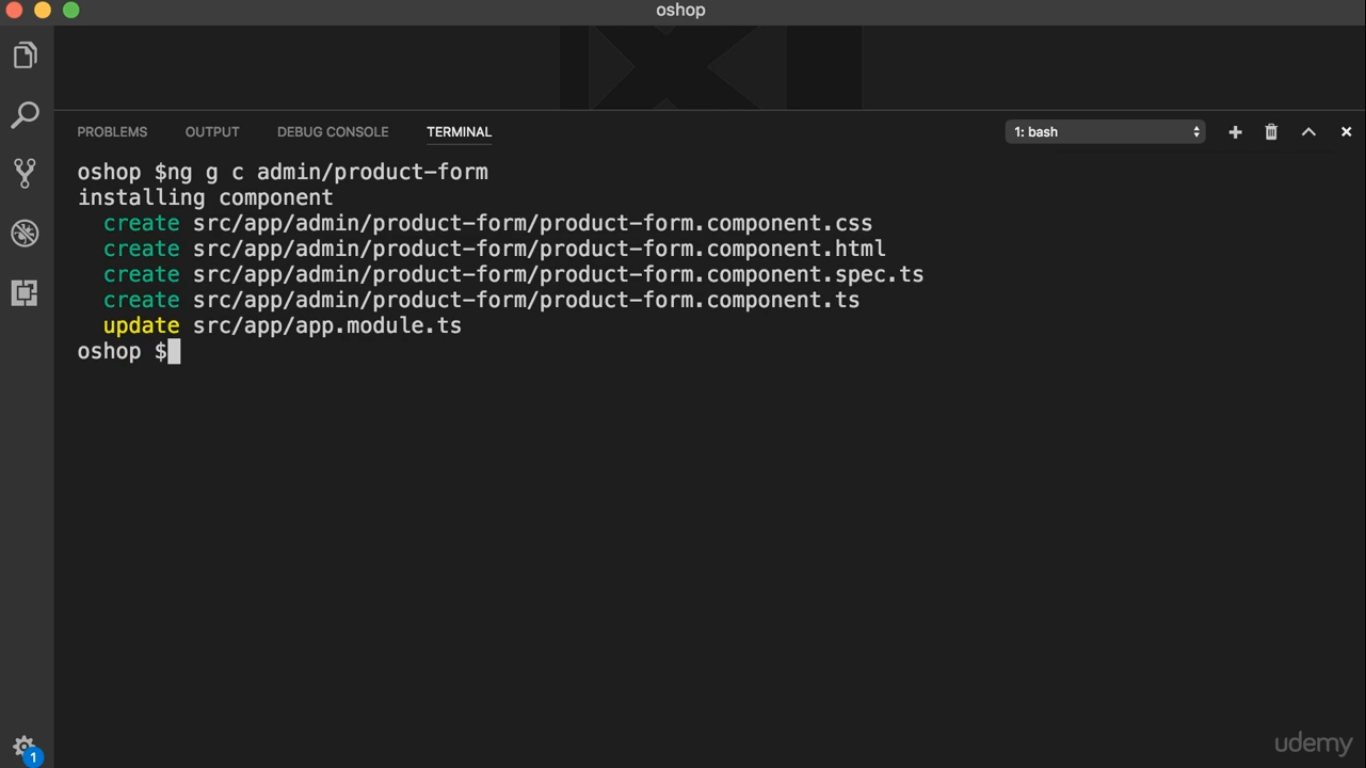 oshop
PROBLEMS OUTPUT DEBUG CONSOLE TERMINAL 1: bash
oshop $ng g c admin/product-form
installing component
create src/app/admin/product-form/product-form.component.css
create src/app/admin/product-form/product-form.component.html
create src/app/admin/product-form/product-form.component.spec.ts
create src/app/admin/product-form/product-form.component.ts
update src/app/app.module.ts
oshop $
1
udemy